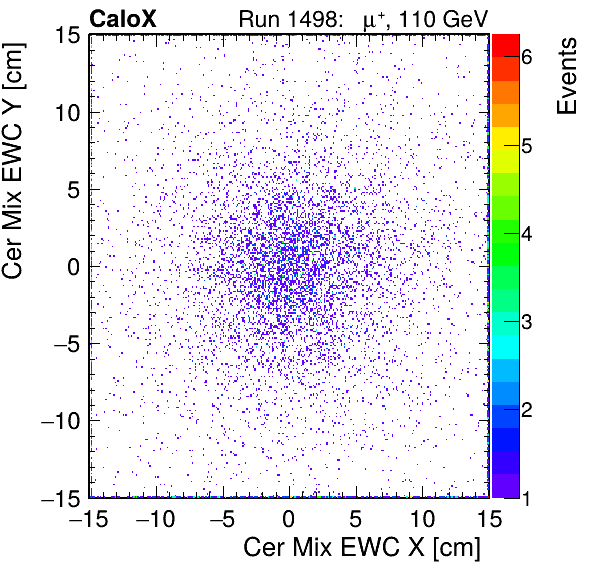 CaloX Run 1498: μ⁺, 110 GeV
Events
Cer Mix EWC Y [cm]
15
10
5
0
−5
−10
−15
6
5
4
3
2
1
−15 −10 −5 0 5 10 15
Cer Mix EWC X [cm]